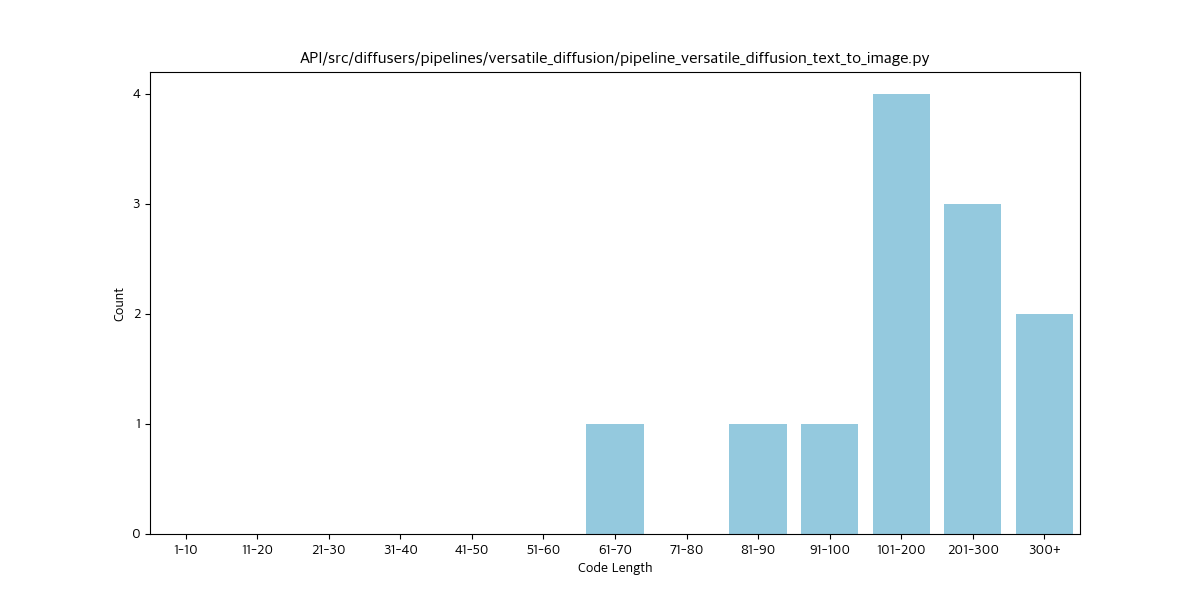 API/src/diffusers/pipelines/versatile_diffusion/pipeline_versatile_diffusion_text_to_image.py
4
3
2
1
0
Count
1-10 11-20 21-30 31-40 41-50 51-60 61-70 71-80 81-90 91-100 101-200 201-300 300+
Code Length